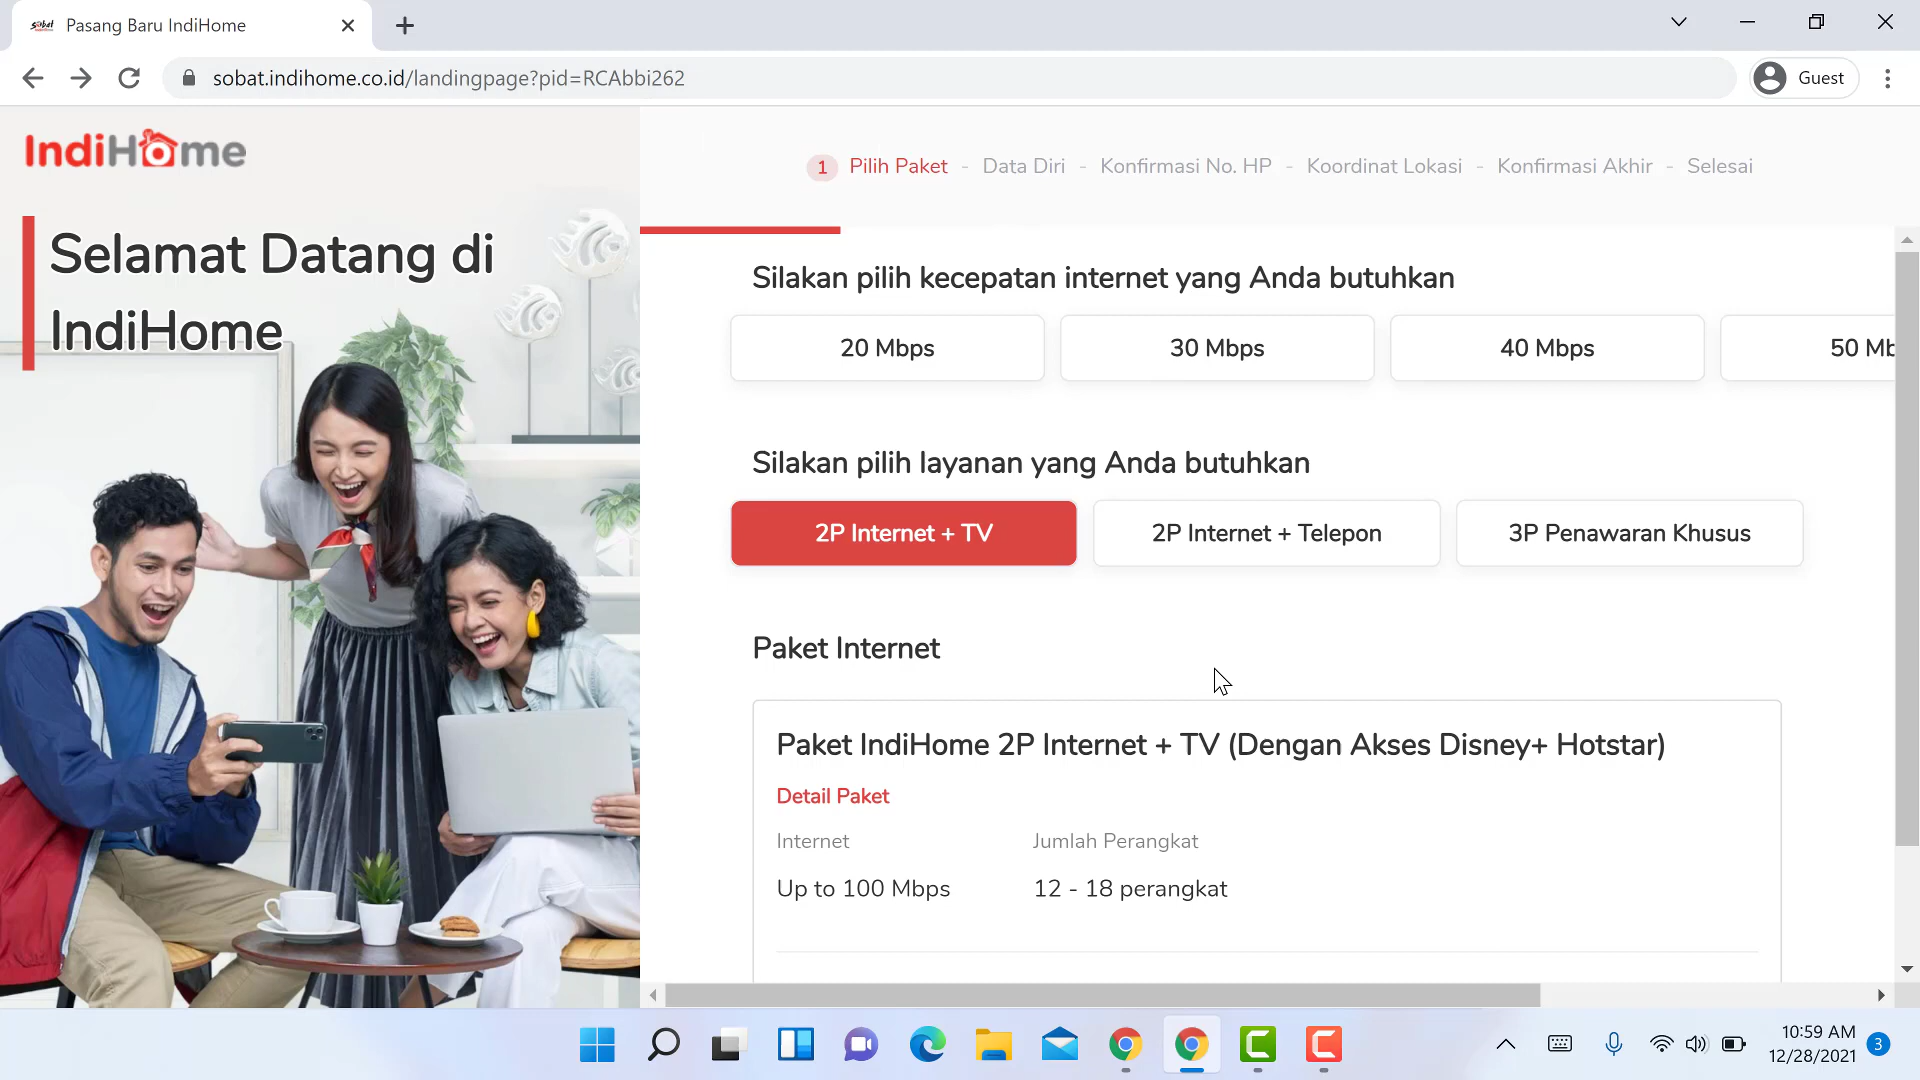 Pasang Baru IndiHome
sobat.indihome.co.id/landingpage?pid=RCAbbi262
Guest
IndiHome
Selamat Datang di
IndiHome
1 Pilih Paket - Data Diri - Konfirmasi No. HP - Koordinat Lokasi - Konfirmasi Akhir - Selesai
Silakan pilih kecepatan internet yang Anda butuhkan
20 Mbps
30 Mbps
40 Mbps
50 Mb
Silakan pilih layanan yang Anda butuhkan
2P Internet + TV
2P Internet + Telepon
3P Penawaran Khusus
Paket Internet
Paket IndiHome 2P Internet + TV (Dengan Akses Disney+ Hotstar)
Detail Paket
Internet
Jumlah Perangkat
Up to 100 Mbps
12 - 18 perangkat
10:59 AM
12/28/2021
3